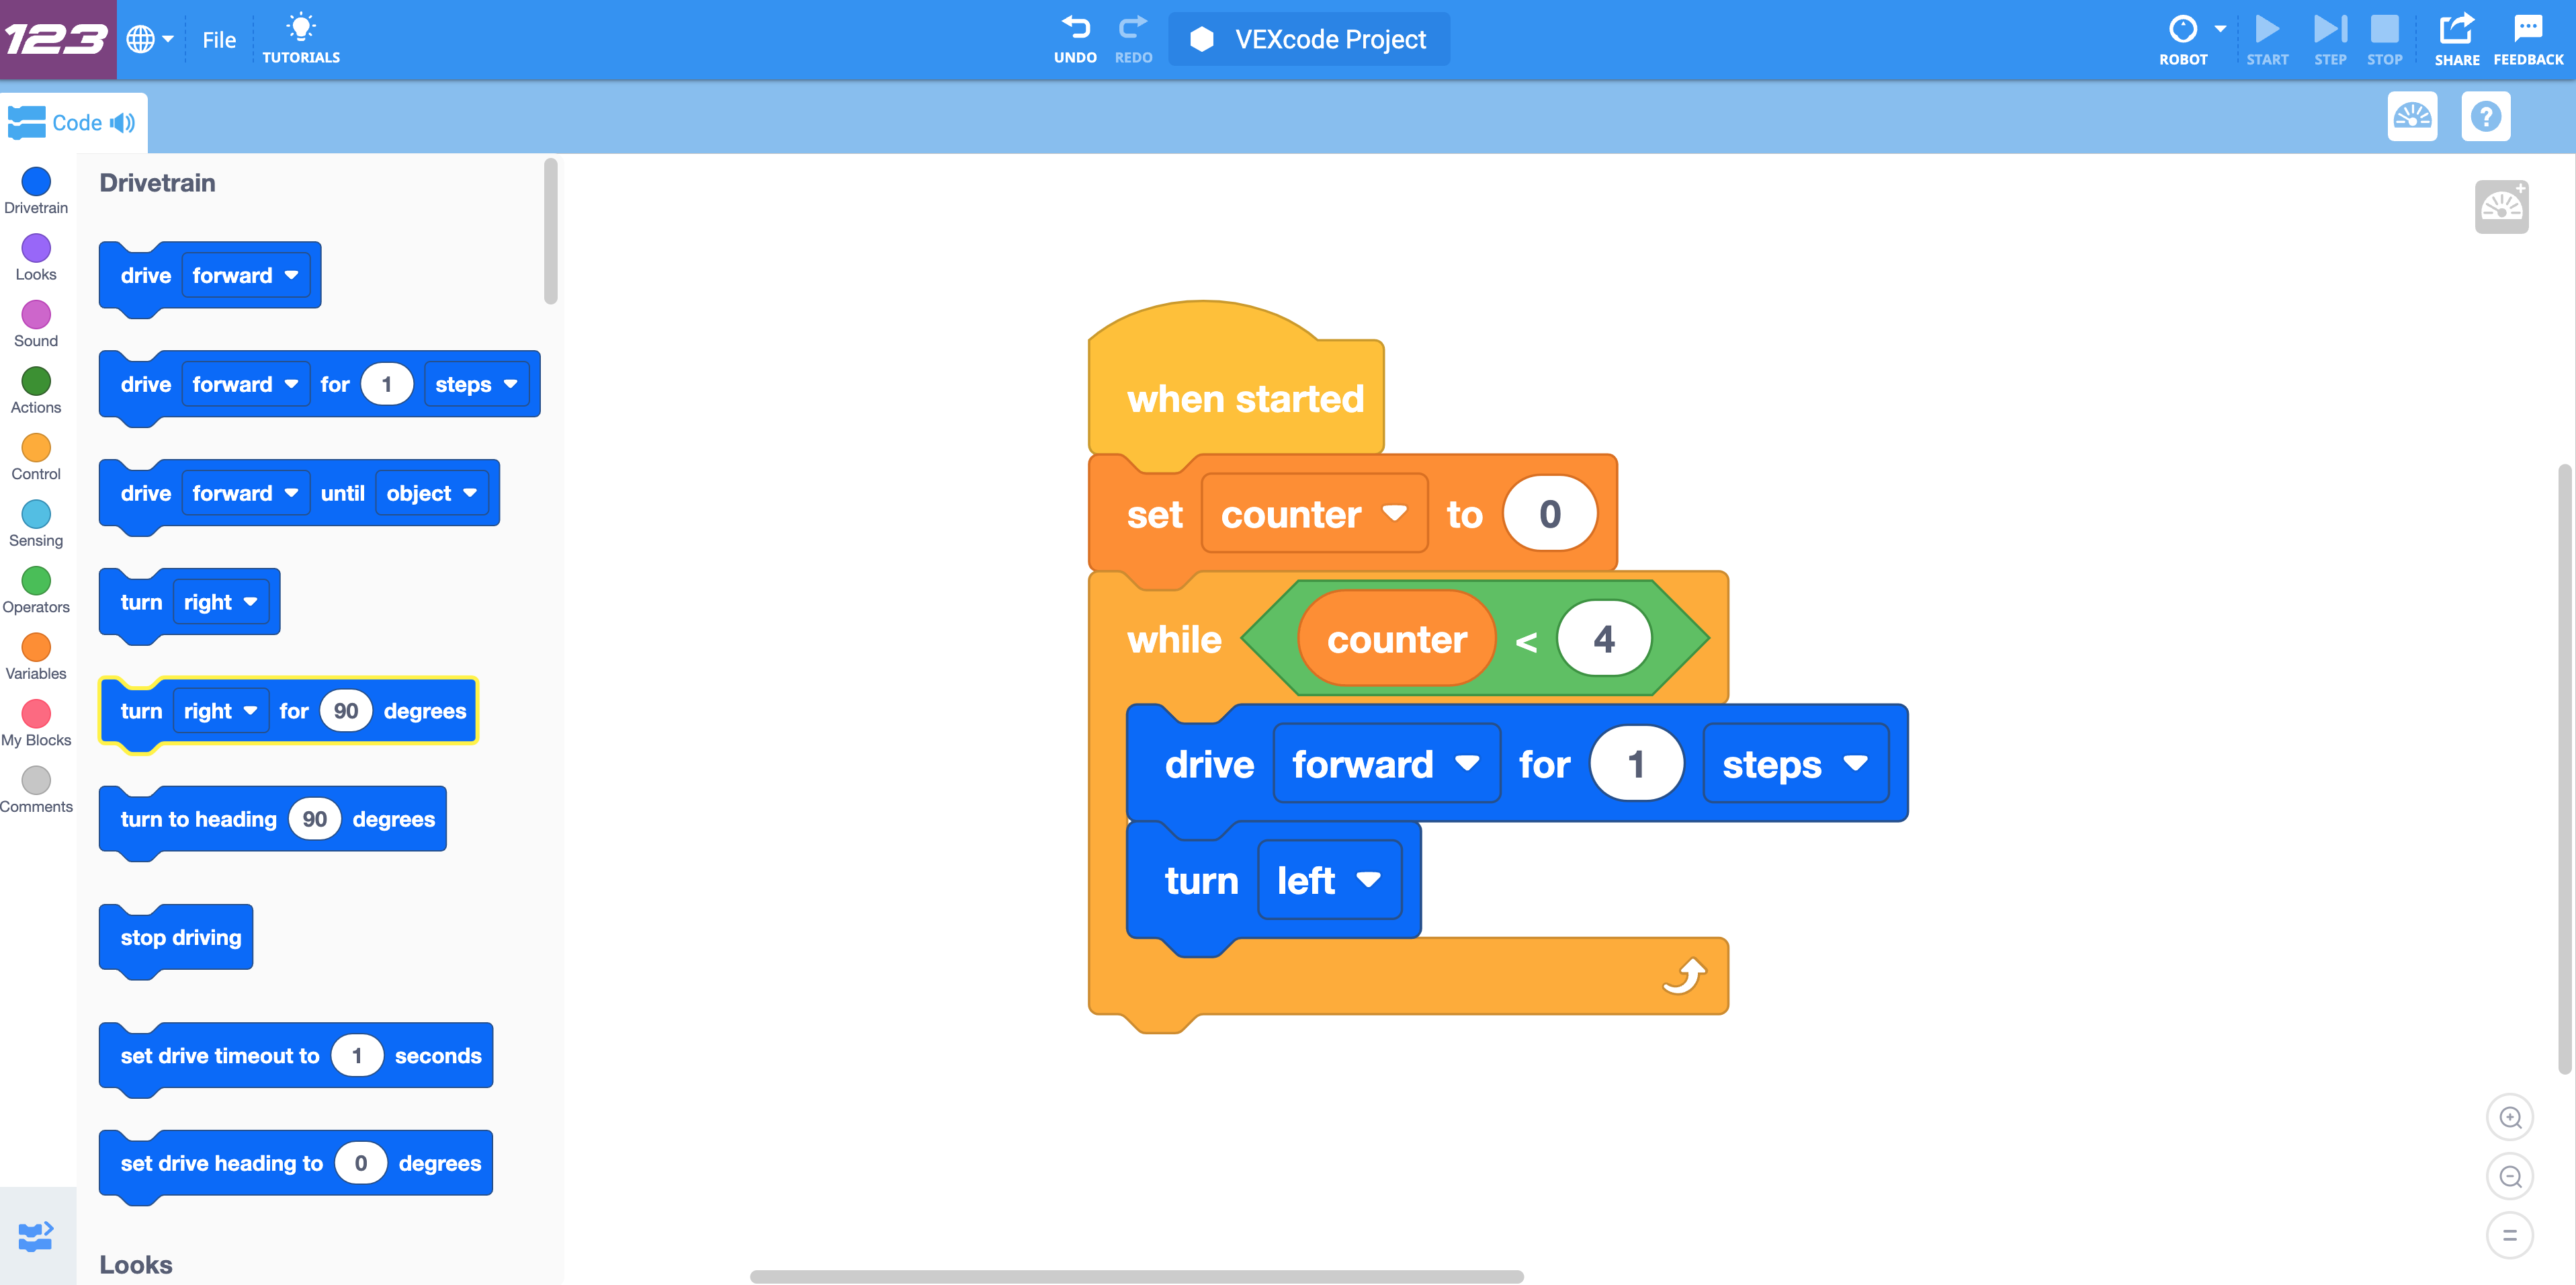 123
File
TUTORIALS
UNDO
REDO
VEXcode Project
ROBOT
START
STEP
STOP
SHARE
FEEDBACK
Code
?
Drivetrain
Looks
Sound
Actions
Control
Sensing
Operators
Variables
My Blocks
Comments
Drivetrain
drive forward
drive forward for 1 steps
drive forward until object
turn right
turn right for 90 degrees
turn to heading 90 degrees
stop driving
set drive timeout to 1 seconds
set drive heading to 0 degrees
Looks
when started
set counter to 0
while counter < 4
drive forward for 1 steps
turn left